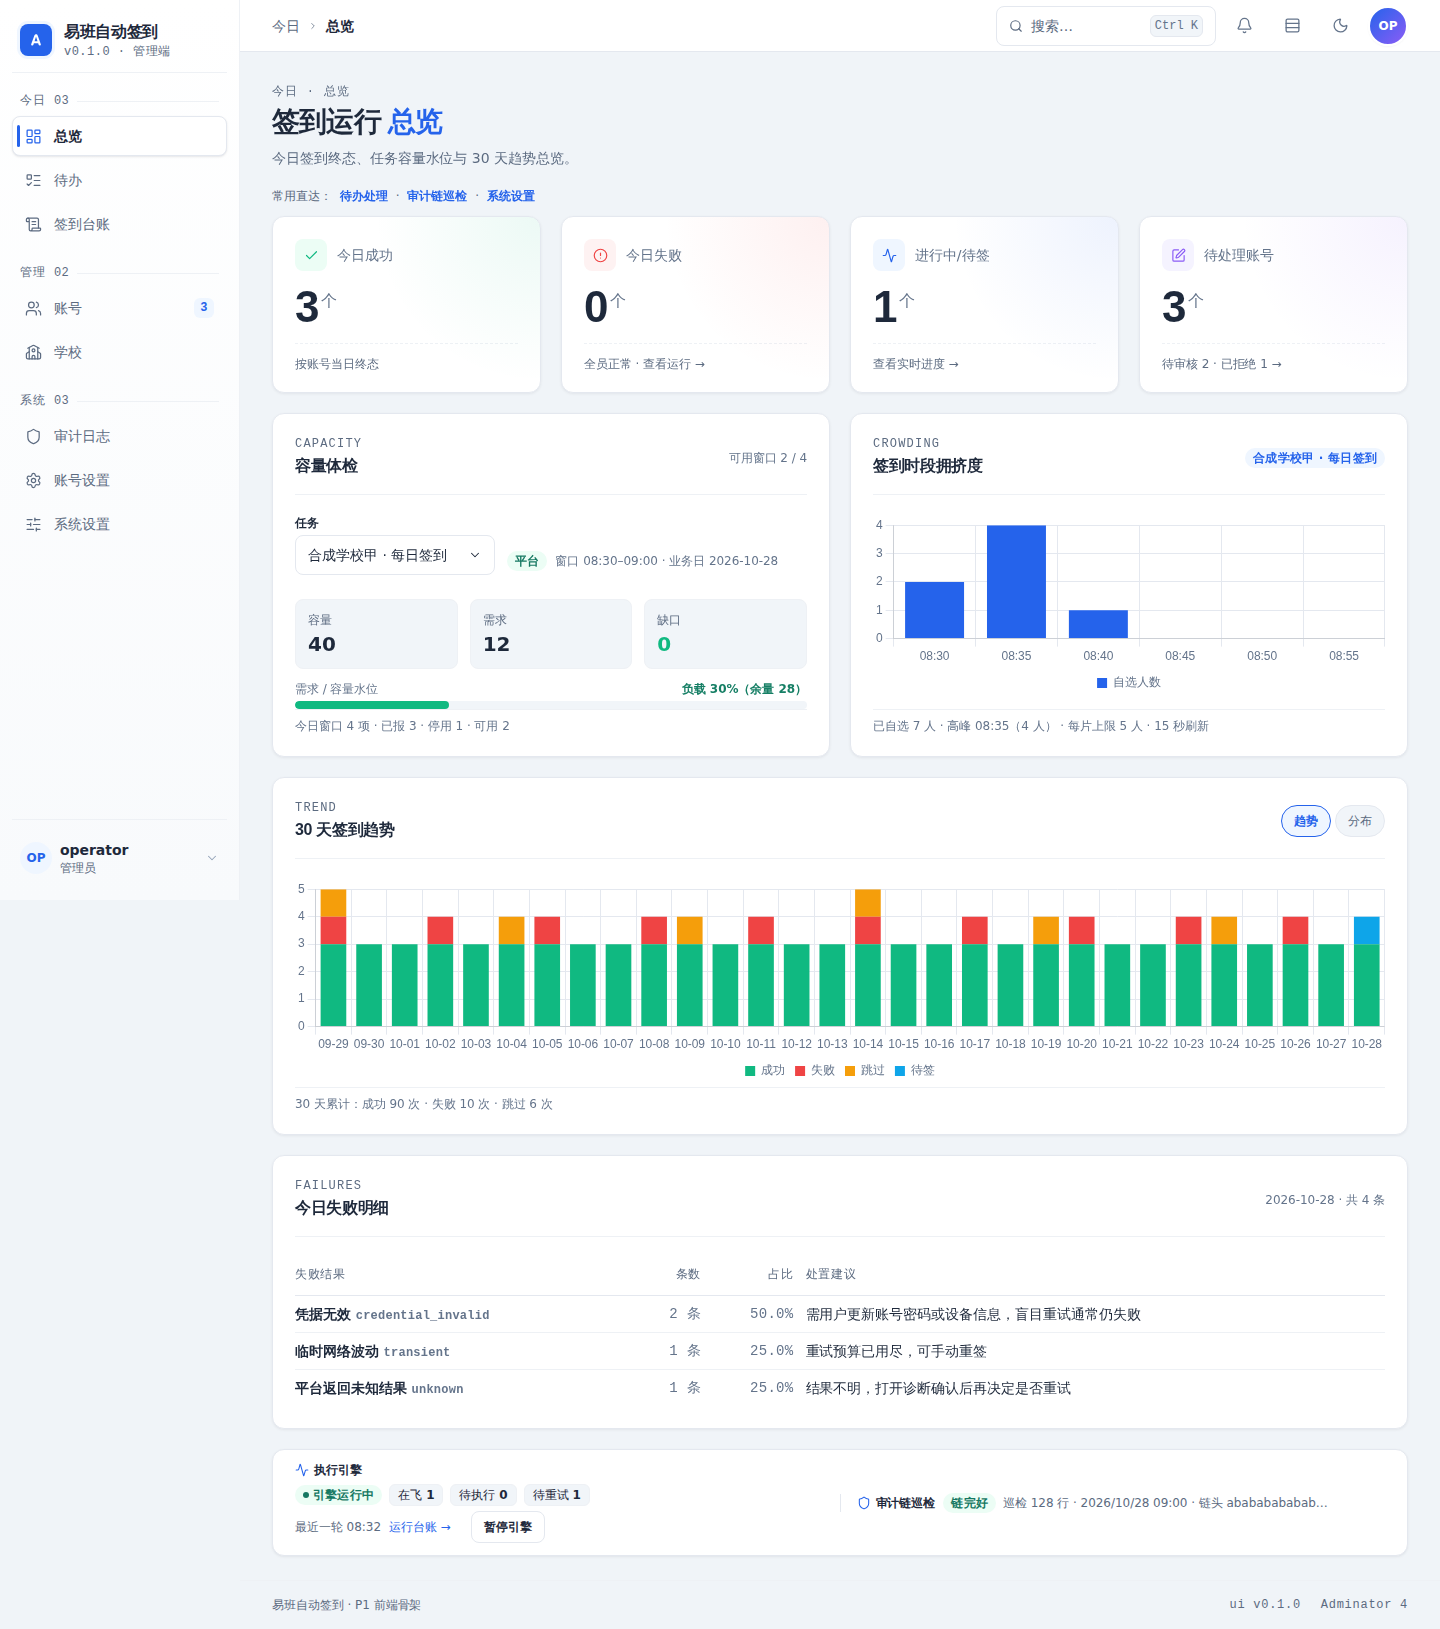 A
易班自动签到
v0.1.0 · 管理端
今日 03
总览
待办
签到台账
管理 02
账号 3
学校
系统 03
审计日志
账号设置
系统设置
OP
operator
管理员
今日 › 总览
搜索… Ctrl K
OP
今日 · 总览
签到运行 总览
今日签到终态、任务容量水位与 30 天趋势总览。
常用直达： 待办处理 · 审计链巡检 · 系统设置
今日成功
3个
按账号当日终态
今日失败
0个
全员正常 · 查看运行 →
进行中/待签
1个
查看实时进度 →
待处理账号
3个
待审核 2 · 已拒绝 1 →
CAPACITY
容量体检
可用窗口 2 / 4
任务
合成学校甲 · 每日签到
平台 窗口 08:30–09:00 · 业务日 2026-10-28
容量
40
需求
12
缺口
0
需求 / 容量水位 负载 30%（余量 28）
今日窗口 4 项 · 已报 3 · 停用 1 · 可用 2
CROWDING
签到时段拥挤度
合成学校甲 · 每日签到
4
3
2
1
0
08:30 08:35 08:40 08:45 08:50 08:55
自选人数
已自选 7 人 · 高峰 08:35（4 人） · 每片上限 5 人 · 15 秒刷新
TREND
30 天签到趋势
趋势 分布
5
4
3
2
1
0
09-29 09-30 10-01 10-02 10-03 10-04 10-05 10-06 10-07 10-08 10-09 10-10 10-11 10-12 10-13 10-14 10-15 10-16 10-17 10-18 10-19 10-20 10-21 10-22 10-23 10-24 10-25 10-26 10-27 10-28
成功 失败 跳过 待签
30 天累计：成功 90 次 · 失败 10 次 · 跳过 6 次
FAILURES
今日失败明细
2026-10-28 · 共 4 条
失败结果 条数 占比 处置建议
凭据无效 credential_invalid 2 条 50.0% 需用户更新账号密码或设备信息，盲目重试通常仍失败
临时网络波动 transient 1 条 25.0% 重试预算已用尽，可手动重签
平台返回未知结果 unknown 1 条 25.0% 结果不明，打开诊断确认后再决定是否重试
执行引擎
引擎运行中 在飞 1 待执行 0 待重试 1
最近一轮 08:32 运行台账 → 暂停引擎
审计链巡检 链完好 巡检 128 行 · 2026/10/28 09:00 · 链头 abababababab…
易班自动签到 · P1 前端骨架
ui v0.1.0 Adminator 4